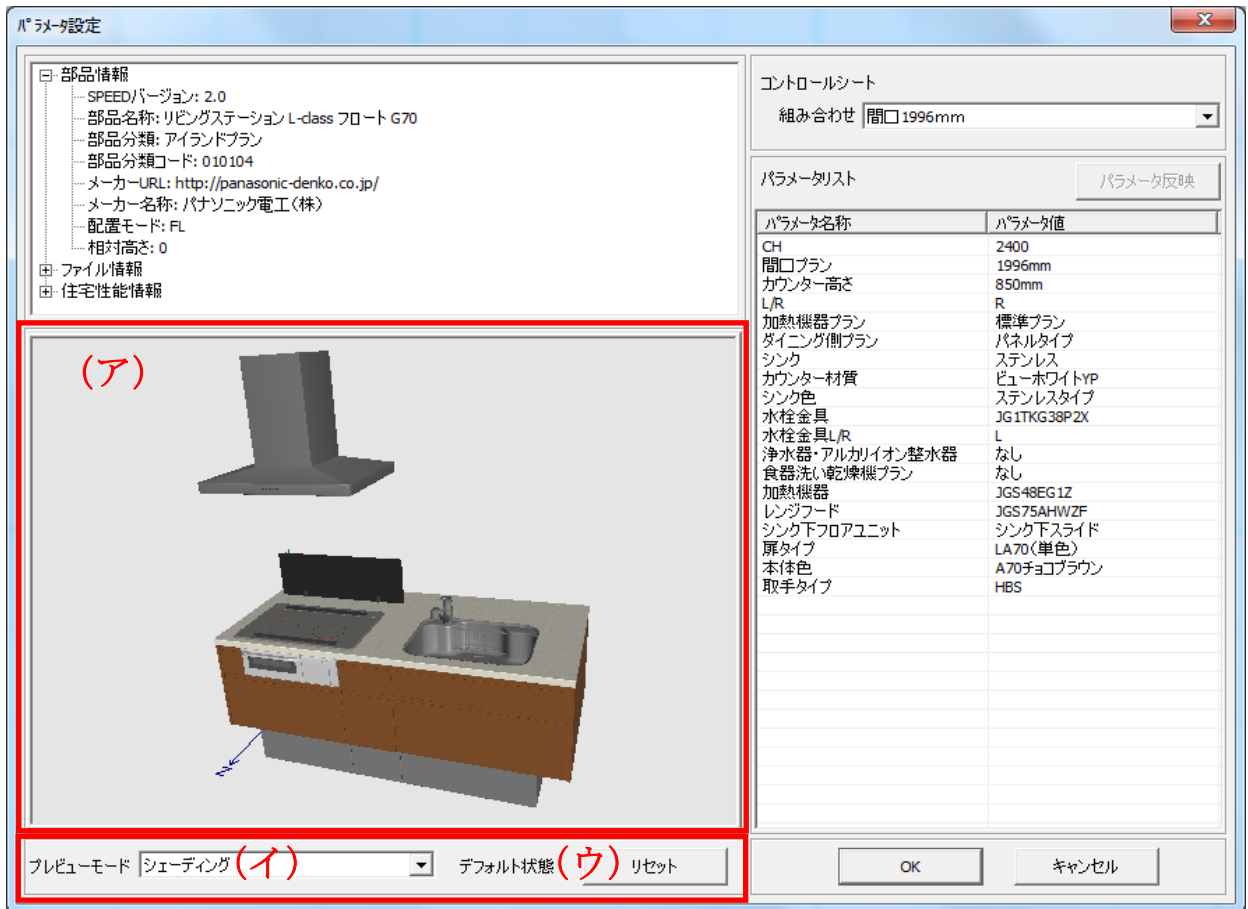 パラメータ設定
部品情報
SPEEDバージョン: 2.0
部品名称: リビングステーション L-class フロート G70
部品分類: アイランドプラン
部品分類コード: 010104
メーカーURL: http://panasonic-denko.co.jp/
メーカー名称: パナソニック電工(株)
配置モード: FL
相対高さ: 0
ファイル情報
住宅性能情報
(ア)
プレビューモード シェーディング (イ) デフォルト状態 (ウ) リセット
コントロールシート
組み合わせ 間口1996mm
パラメータリスト パラメータ反映
パラメータ名称 パラメータ値
CH 2400
間口プラン 1996mm
カウンター高さ 850mm
L/R R
加熱機器プラン 標準プラン
ダイニング側プラン パネルタイプ
シンク ステンレス
カウンター材質 ビューホワイトYP
シンク色 ステンレスタイプ
水栓金具 JG1TKG38P2X
水栓金具L/R L
浄水器・アルカリイオン整水器 なし
食器洗い乾燥機プラン なし
加熱機器 JGS48EG1Z
レンジフード JGS75AHWZF
シンク下フロアユニット シンク下スライド
扉タイプ LA70(単色)
本体色 A70チョコブラウン
取手タイプ HBS
OK キャンセル